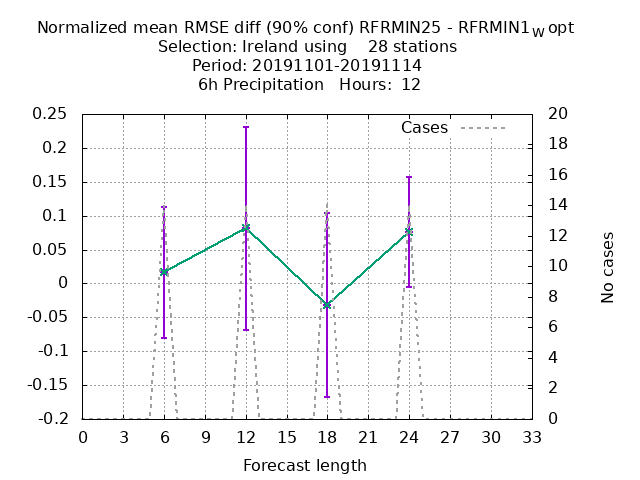 Normalized mean RMSE diff (90% conf) RFRMIN25 - RFRMIN1wopt
Selection: Ireland using 28 stations
Period: 20191101-20191114
6h Precipitation Hours: 12
Cases
0.25
0.2
0.15
0.1
0.05
0
-0.05
-0.1
-0.15
-0.2
20
18
16
14
12
10
8
6
4
2
0
No cases
0 3 6 9 12 15 18 21 24 27 30 33
Forecast length